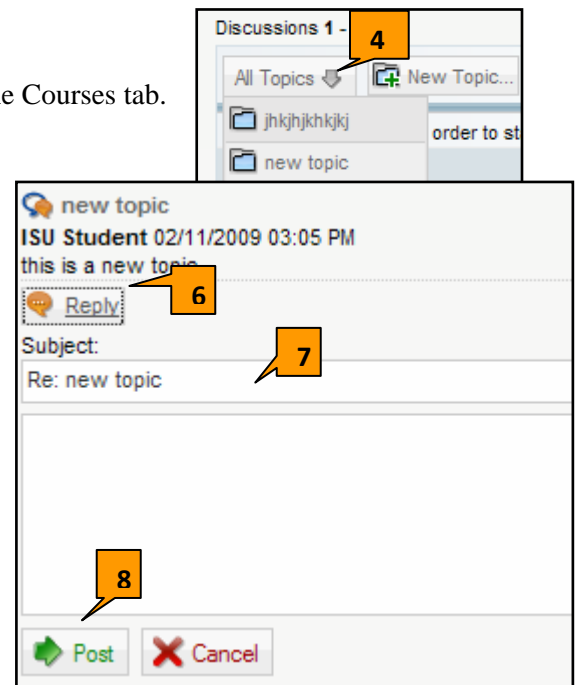 Discussions 1 -
4
All Topics
New Topic...
e Courses tab.
jhkjhjkhkjkj
order to st
new topic
new topic
ISU Student 02/11/2009 03:05 PM
this is a new topic
6
Reply
Subject:
7
Re: new topic
8
Post
Cancel